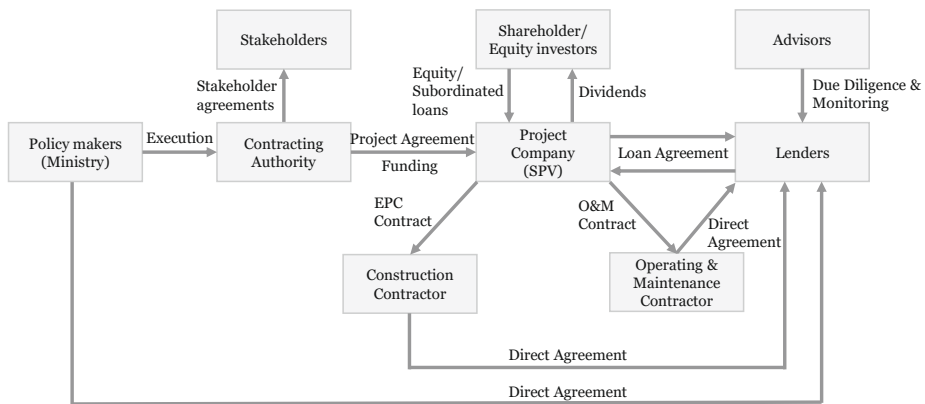 Stakeholders
Shareholder/
Equity investors
Advisors
Stakeholder
agreements
Equity/
Subordinated
loans
Dividends
Due Diligence &
Monitoring
Policy makers
(Ministry)
Execution
Contracting
Authority
Project Agreement
Funding
Project
Company
(SPV)
Loan Agreement
Lenders
EPC
Contract
O&M
Contract
Direct
Agreement
Construction
Contractor
Operating &
Maintenance
Contractor
Direct Agreement
Direct Agreement